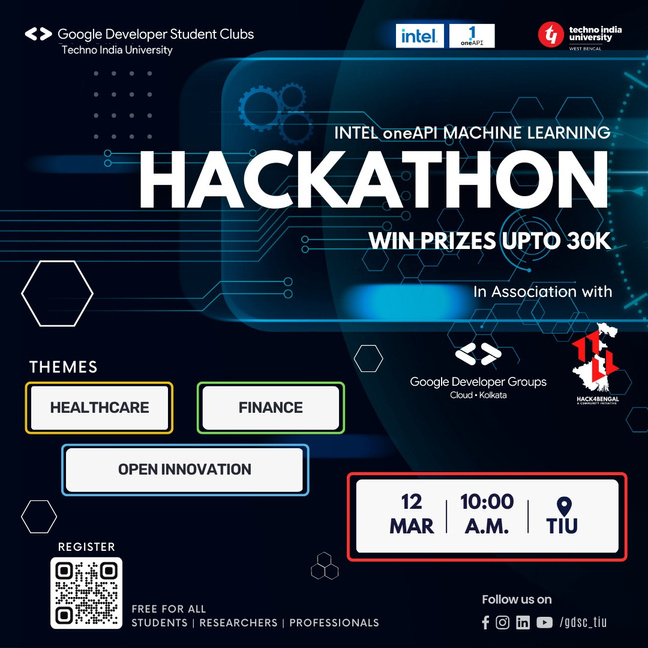 Google Developer Student Clubs
Techno India University
intel.
1
oneAPI
techno india
university
WEST BENGAL
INTEL oneAPI MACHINE LEARNING
HACKATHON
WIN PRIZES UPTO 30K
In Association with
Google Developer Groups
Cloud • Kolkata
HACK4BENGAL
A COMMUNITY INITIATIVE
THEMES
HEALTHCARE
FINANCE
OPEN INNOVATION
12
MAR
10:00
A.M.
TIU
REGISTER
FREE FOR ALL
STUDENTS | RESEARCHERS | PROFESSIONALS
Follow us on
/gdsc_tiu